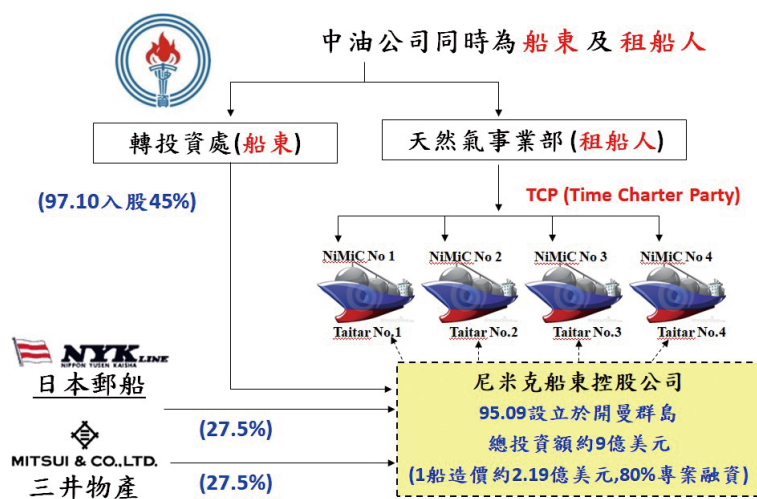 中油公司同時為船東及租船人
轉投資處(船東)
天然氣事業部(租船人)
(97.10入股45%)
TCP (Time Charter Party)
NiMiC No 1
NiMiC No 2
NiMiC No 3
NiMiC No 4
Taitar No.1
Taitar No.2
Taitar No.3
Taitar No.4
NYK LINE
NIPPON YUSEN KAISHA
日本郵船
(27.5%)
MITSUI & CO.,LTD.
三井物產
(27.5%)
尼米克船東控股公司
95.09設立於開曼群島
總投資額約9億美元
(1船造價約2.19億美元,80%專案融資)